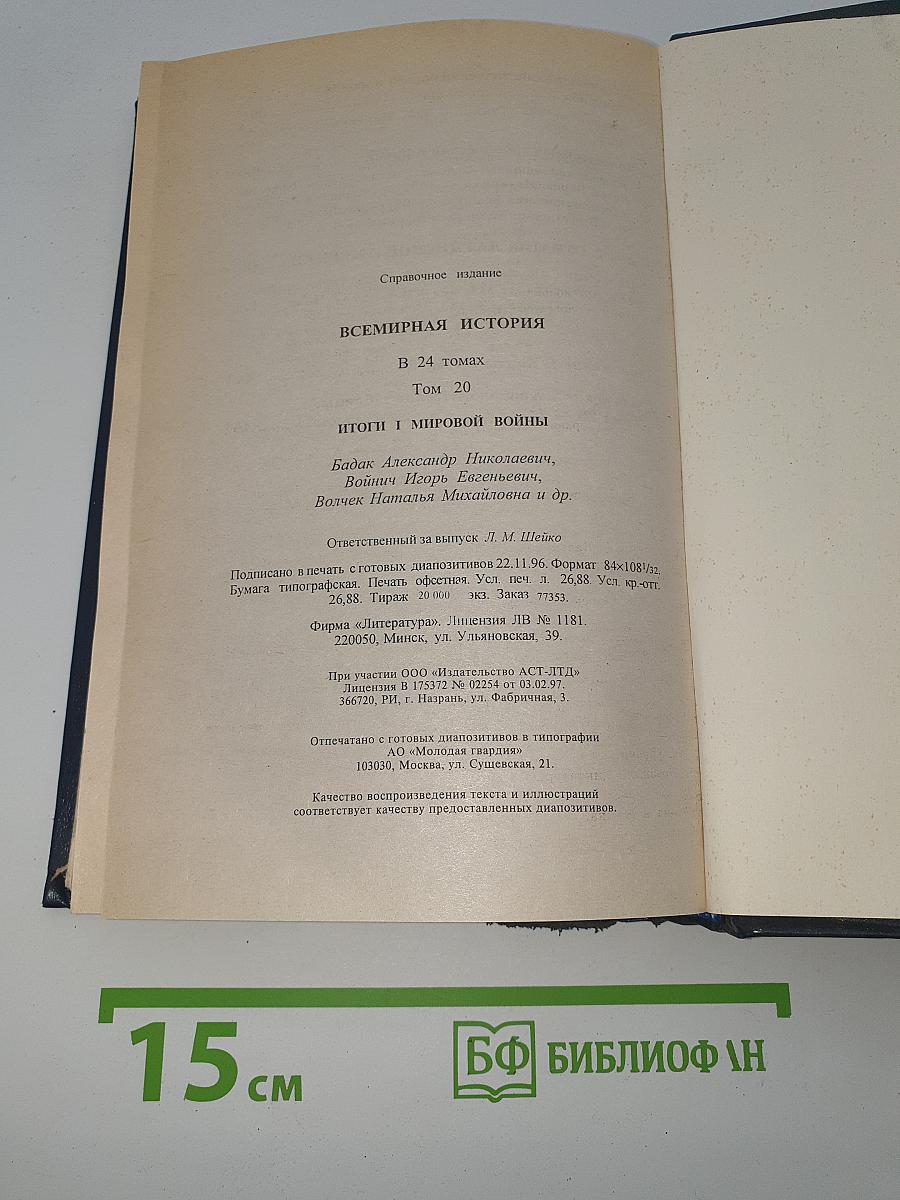 Справочное издание
ВСЕМИРНАЯ ИСТОРИЯ
В 24 томах
Том 20
ИТОГИ I МИРОВОЙ ВОЙНЫ
Бадак Александр Николаевич,
Войнич Игорь Евгеньевич,
Волчек Наталья Михайловна и др.
Ответственный за выпуск Л. М. Шейко
Подписано в печать с готовых диапозитивов 22.11.96. Формат 84×108¹/₃₂.
Бумага типографская. Печать офсетная. Усл. печ. л. 26,88. Усл. кр.-отт.
26,88. Тираж 20 000 экз. Заказ 77353.
Фирма «Литература». Лицензия ЛВ № 1181.
220050, Минск, ул. Ульяновская, 39.
При участии ООО «Издательство АСТ-ЛТД»
Лицензия В 175372 № 02254 от 03.02.97.
366720, РИ, г. Назрань, ул. Фабричная, 3.
Отпечатано с готовых диапозитивов в типографии
АО «Молодая гвардия»
103030, Москва, ул. Сущевская, 21.
Качество воспроизведения текста и иллюстраций
соответствует качеству предоставленных диапозитивов.
15 см
БФ БИБЛИОФАН